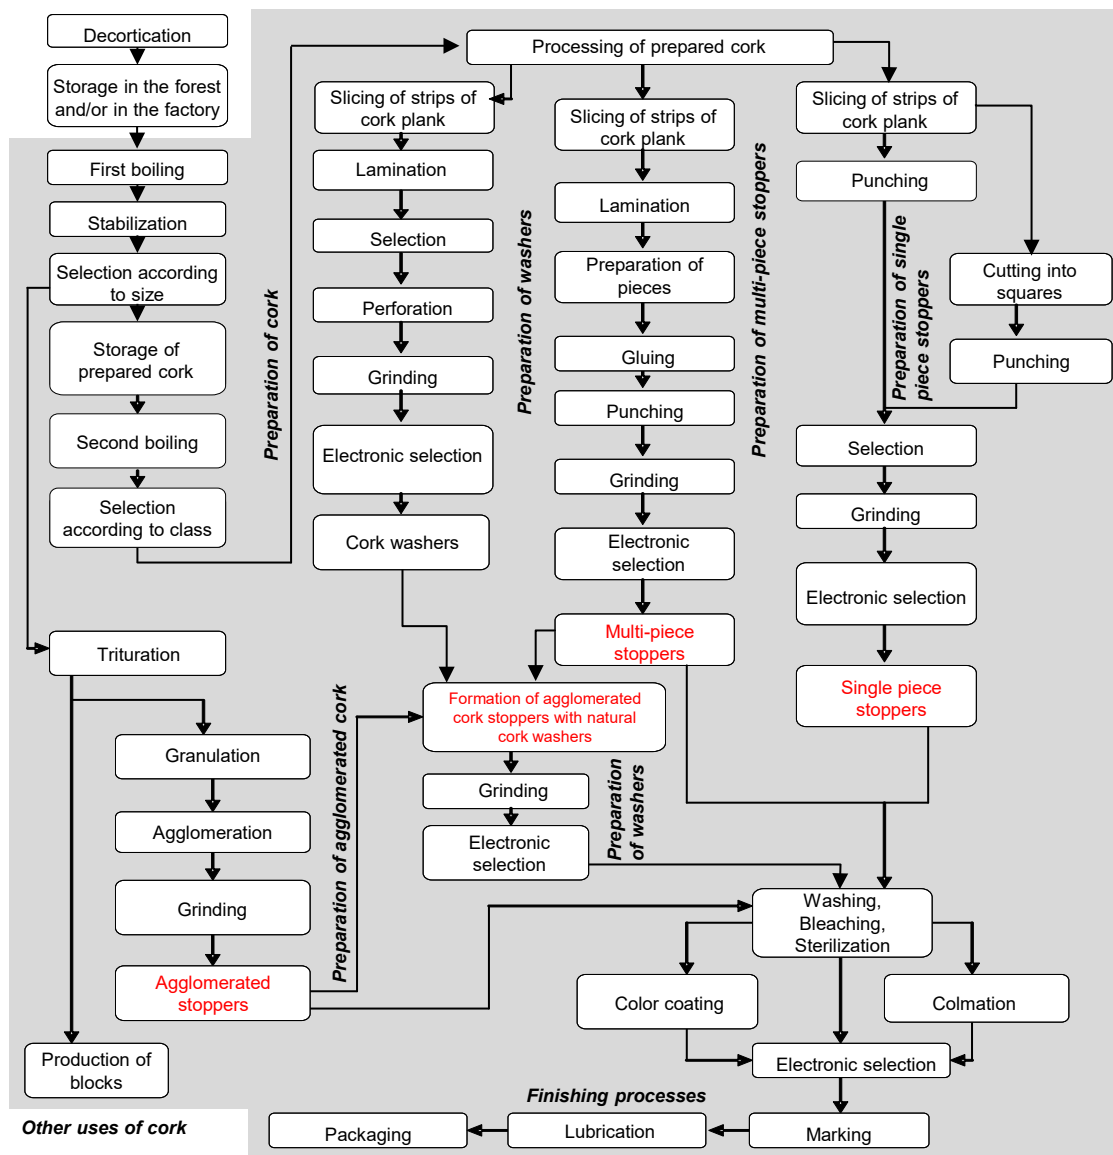 Decortication
Storage in the forest
and/or in the factory
First boiling
Stabilization
Selection according
to size
Storage of
prepared cork
Second boiling
Selection
according to class
Preparation of cork
Processing of prepared cork
Slicing of strips of
cork plank
Lamination
Selection
Perforation
Grinding
Electronic selection
Cork washers
Preparation of washers
Slicing of strips of
cork plank
Lamination
Preparation of
pieces
Gluing
Punching
Grinding
Electronic
selection
Multi-piece
stoppers
Preparation of multi-piece stoppers
Slicing of strips of
cork plank
Punching
Preparation of single
piece stoppers
Cutting into
squares
Punching
Selection
Grinding
Electronic selection
Single piece
stoppers
Trituration
Granulation
Agglomeration
Grinding
Agglomerated
stoppers
Production of
blocks
Other uses of cork
Preparation of agglomerated cork
Formation of agglomerated
cork stoppers with natural
cork washers
Grinding
Electronic
selection
Preparation
of washers
Washing,
Bleaching,
Sterilization
Color coating
Colmation
Electronic selection
Finishing processes
Marking
Lubrication
Packaging